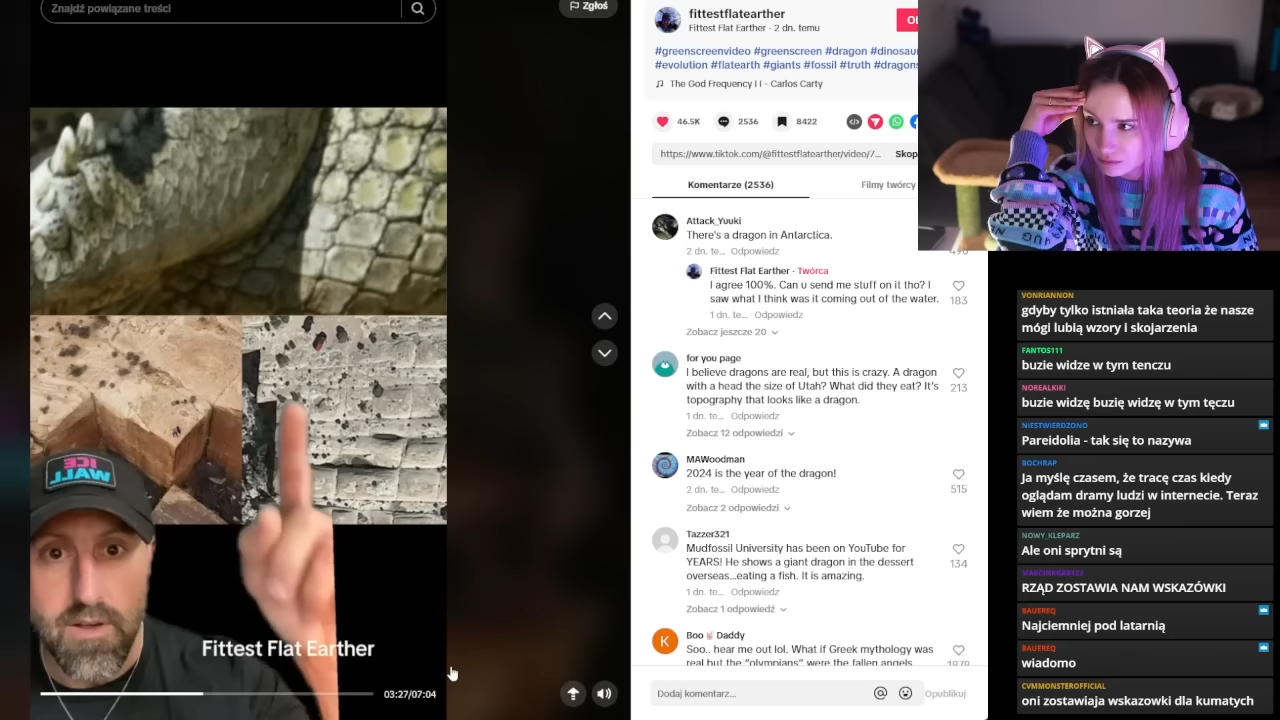 Znajdź powiązane treści
Zgłoś
ICE
WALL
Fittest Flat Earther
03:27/07:04
fittestflatearther
Fittest Flat Earther · 2 dn. temu
#greenscreenvideo #greenscreen #dragon #dinosau
#evolution #flatearth #giants #fossil #truth #dragons
The God Frequency I I - Carlos Carty
46.5K
2536
8422
https://www.tiktok.com/@fittestflatearther/video/7...
Skop
Komentarze (2536)
Filmy twórcy
Attack_Yuuki
There's a dragon in Antarctica.
2 dn. te... Odpowiedz
496
Fittest Flat Earther · Twórca
I agree 100%. Can u send me stuff on it tho? I
saw what I think was it coming out of the water.
183
1 dn. te... Odpowiedz
Zobacz jeszcze 20
for you page
I believe dragons are real, but this is crazy. A dragon
with a head the size of Utah? What did they eat? It's
topography that looks like a dragon.
213
1 dn. te... Odpowiedz
Zobacz 12 odpowiedzi
MAWoodman
2024 is the year of the dragon!
515
2 dn. te... Odpowiedz
Zobacz 2 odpowiedzi
Tazzer321
Mudfossil University has been on YouTube for
YEARS! He shows a giant dragon in the dessert
overseas...eating a fish. It is amazing.
134
1 dn. te... Odpowiedz
Zobacz 1 odpowiedź
K
Boo Daddy
Soo.. hear me out lol. What if Greek mythology was
real but the “olympians” were the fallen angels
1979
Dodaj komentarz...
Opublikuj
VONRIANNON
gdyby tylko istniała taka teoria że nasze
mógi lubią wzory I skojarzenia
FANTOS111
buzie widze w tym tenczu
NOREALKIKI
buzie widzę buzię widzię w tym tęczu
NIESTWIERDZONO
Pareidolia - tak się to nazywa
BOCHRAP
Ja myślę czasem, że tracę czas kiedy
oglądam dramy ludzi w internecie. Teraz
wiem że można gorzej
NOWY_KLEPARZ
Ale oni sprytni są
RZĄD ZOSTAWIA NAM WSKAZÓWKI
BAUEREQ
Najciemniej pod latarnią
BAUEREQ
wiadomo
CVMMONSTEROFFICIAL
oni zostawiaja wskazowki dla kumatych